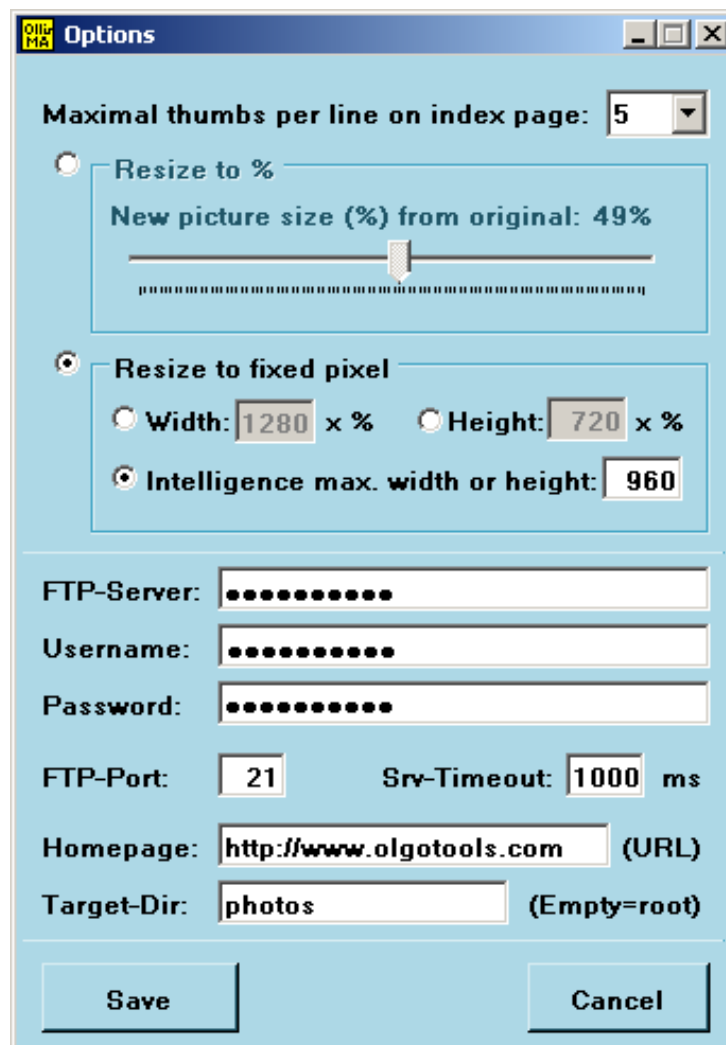 Olli's
MA Options
Maximal thumbs per line on index page: 5
Resize to %
New picture size (%) from original: 49%
Resize to fixed pixel
Width: 1280 x % Height: 720 x %
Intelligence max. width or height: 960
FTP-Server: ●●●●●●●●●●
Username: ●●●●●●●●●●
Password: ●●●●●●●●●●
FTP-Port: 21 Srv-Timeout: 1000 ms
Homepage: http://www.olgotools.com (URL)
Target-Dir: photos (Empty=root)
Save Cancel